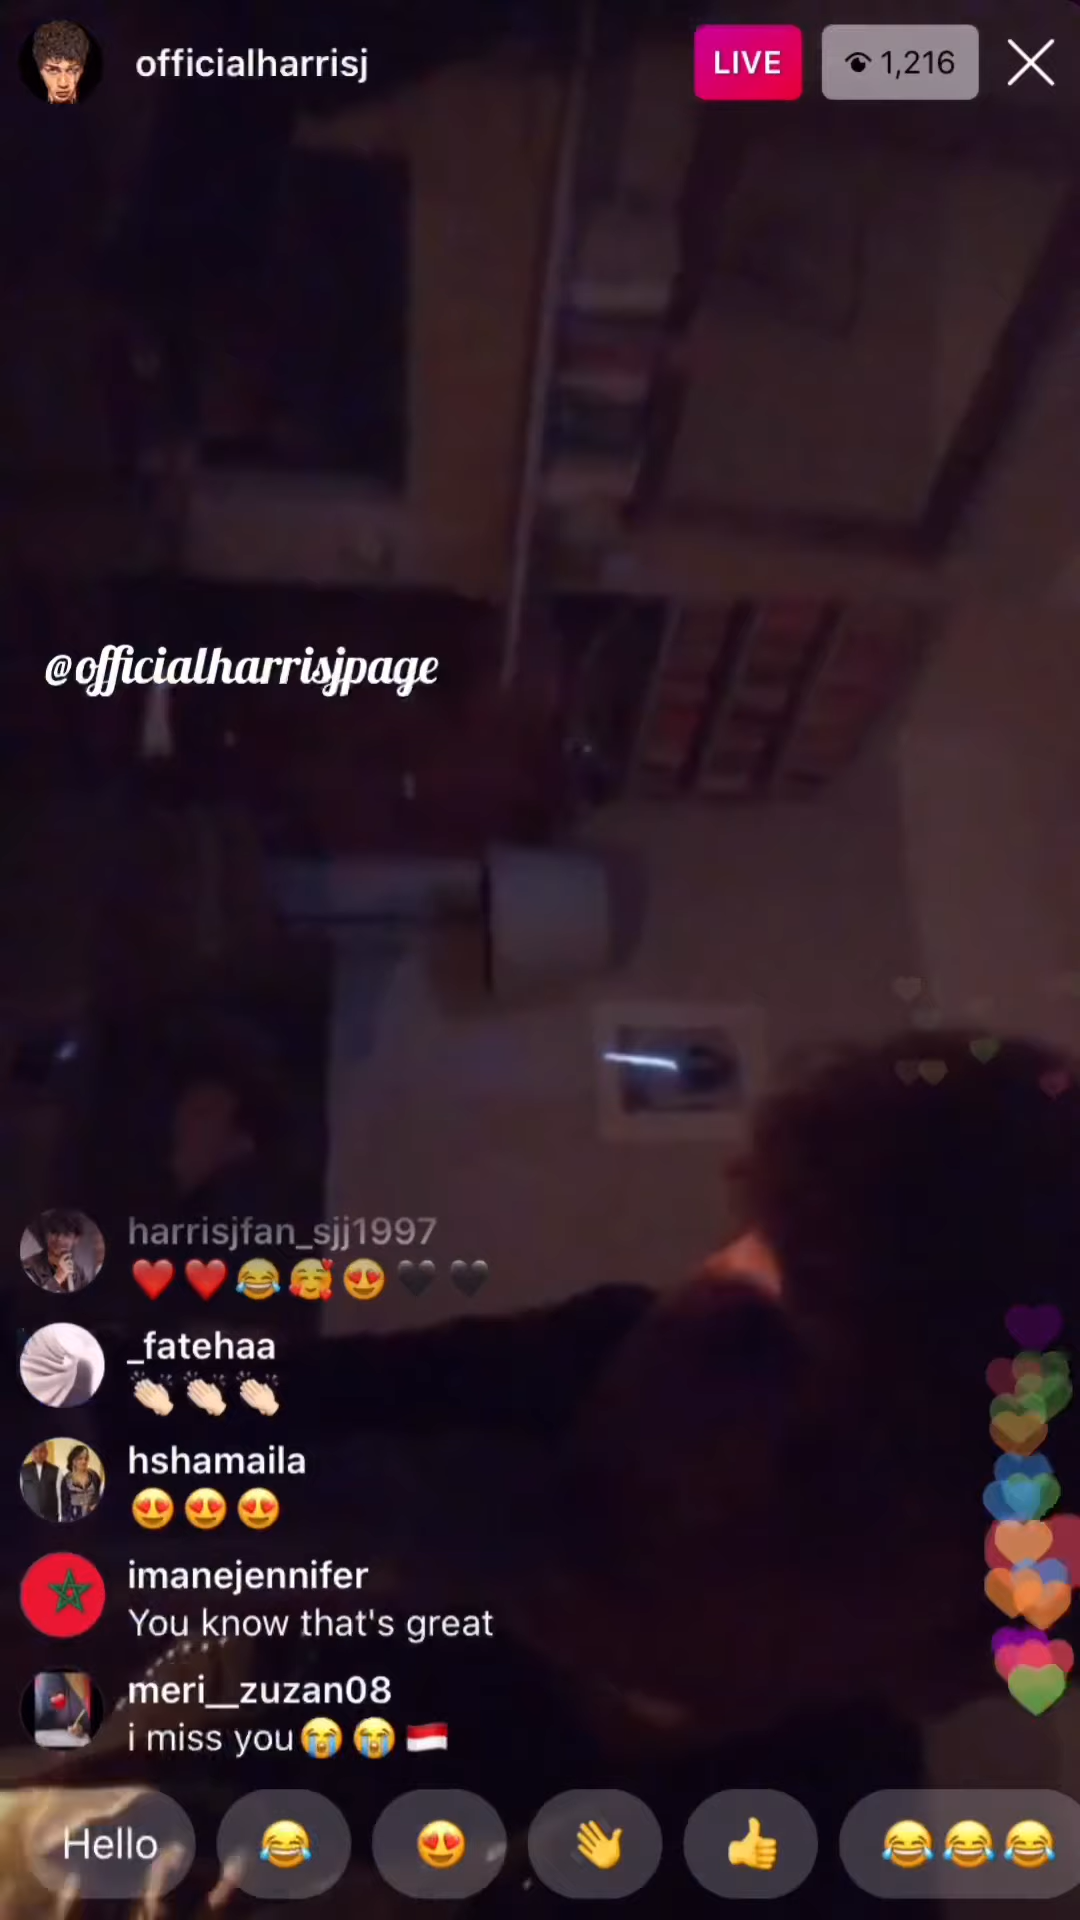 officialharrisj
LIVE
1,216
@officialharrisjpage
harrisjfan_sjj1997
❤️❤️😂🥰😍🖤🖤
_fatehaa
👏🏻👏🏻👏🏻
hshamaila
😍😍😍
imanejennifer
You know that's great
meri__zuzan08
i miss you😭😭🇮🇩
Hello 😂 😍 👋 👍 😂😂😂